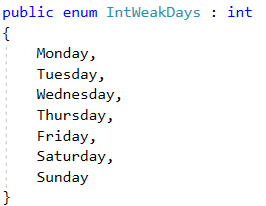 public enum IntWeakDays : int
{
    Monday,
    Tuesday,
    Wednesday,
    Thursday,
    Friday,
    Saturday,
    Sunday
}